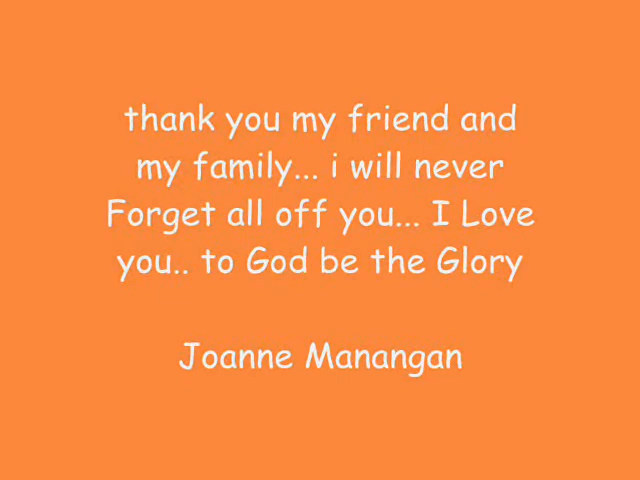 thank you my friend and
my family... i will never
Forget all off you... I Love
you.. to God be the Glory
Joanne Manangan